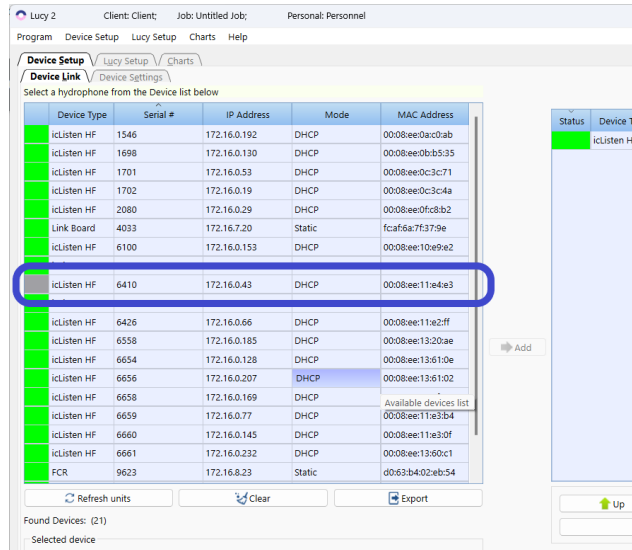 Lucy 2 Client: Client; Job: Untitled Job; Personal: Personnel
Program Device Setup Lucy Setup Charts Help
Device Setup Lucy Setup Charts
Device Link Device Settings
Select a hydrophone from the Device list below
Device Type Serial # IP Address Mode MAC Address
icListen HF 1546 172.16.0.192 DHCP 00:08:ee:0a:c0:ab
icListen HF 1698 172.16.0.130 DHCP 00:08:ee:0b:b5:35
icListen HF 1701 172.16.0.53 DHCP 00:08:ee:0c:3c:71
icListen HF 1702 172.16.0.19 DHCP 00:08:ee:0c:3c:4a
icListen HF 2080 172.16.0.29 DHCP 00:08:ee:0f:c8:b2
Link Board 4033 172.16.7.20 Static fc:af:6a:7f:37:9e
icListen HF 6100 172.16.0.153 DHCP 00:08:ee:10:e9:e2
icListen HF 6410 172.16.0.43 DHCP 00:08:ee:11:e4:e3
icListen HF 6426 172.16.0.66 DHCP 00:08:ee:11:e2:ff
icListen HF 6558 172.16.0.185 DHCP 00:08:ee:13:20:ae
icListen HF 6654 172.16.0.128 DHCP 00:08:ee:13:61:0e
icListen HF 6656 172.16.0.207 DHCP 00:08:ee:13:61:02
icListen HF 6658 172.16.0.169 DHCP
Available devices list
icListen HF 6659 172.16.0.77 DHCP 00:08:ee:11:e3:b4
icListen HF 6660 172.16.0.145 DHCP 00:08:ee:11:e3:0f
icListen HF 6661 172.16.0.232 DHCP 00:08:ee:13:60:c1
FCR 9623 172.16.8.23 Static d0:63:b4:02:eb:54
Refresh units Clear Export
Found Devices: (21)
Selected device
Add
Status Device T
icListen H
Up